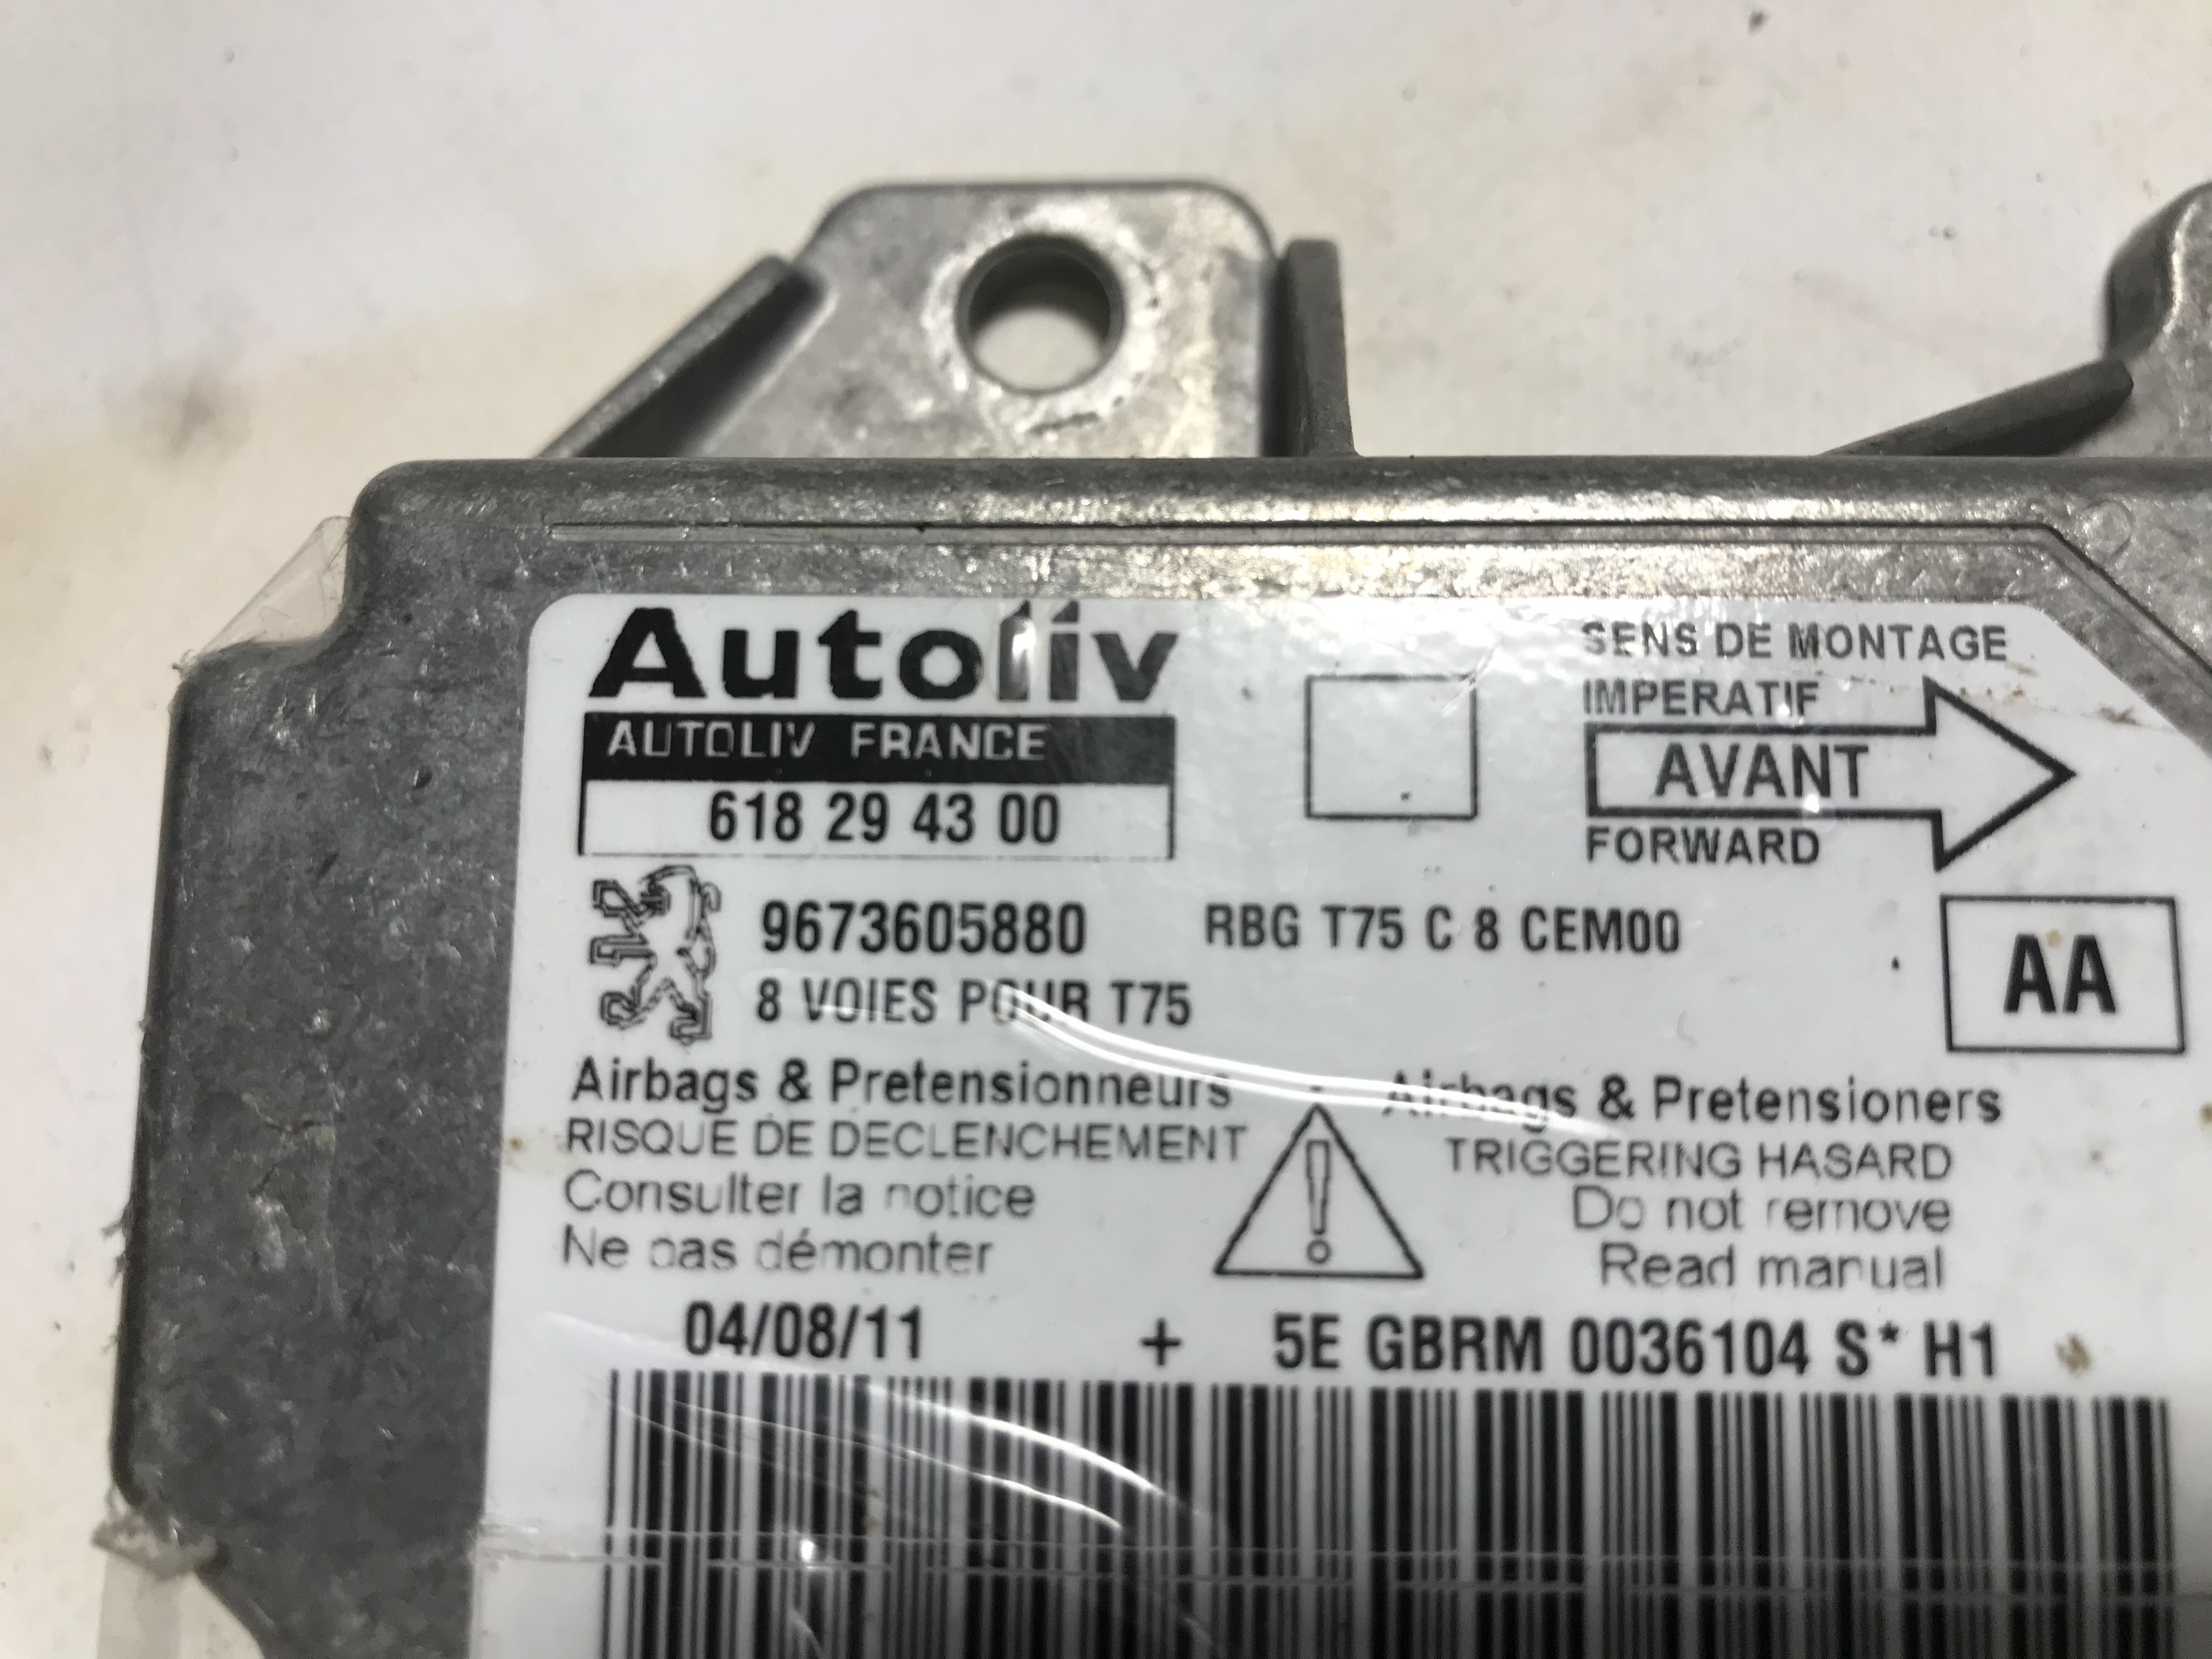 Autoliv
AUTOLIV FRANCE
618 29 43 00
SENS DE MONTAGE
IMPERATIF
AVANT
FORWARD
9673605880
RBG T75 C 8 CEM00
8 VOIES POUR T75
AA
Airbags & Pretensionneurs
RISQUE DE DECLENCHEMENT
Consulter la notice
Ne pas démonter
Airbags & Pretensioners
TRIGGERING HASARD
Do not remove
Read manual
04/08/11 + 5E GBRM 0036104 S* H1